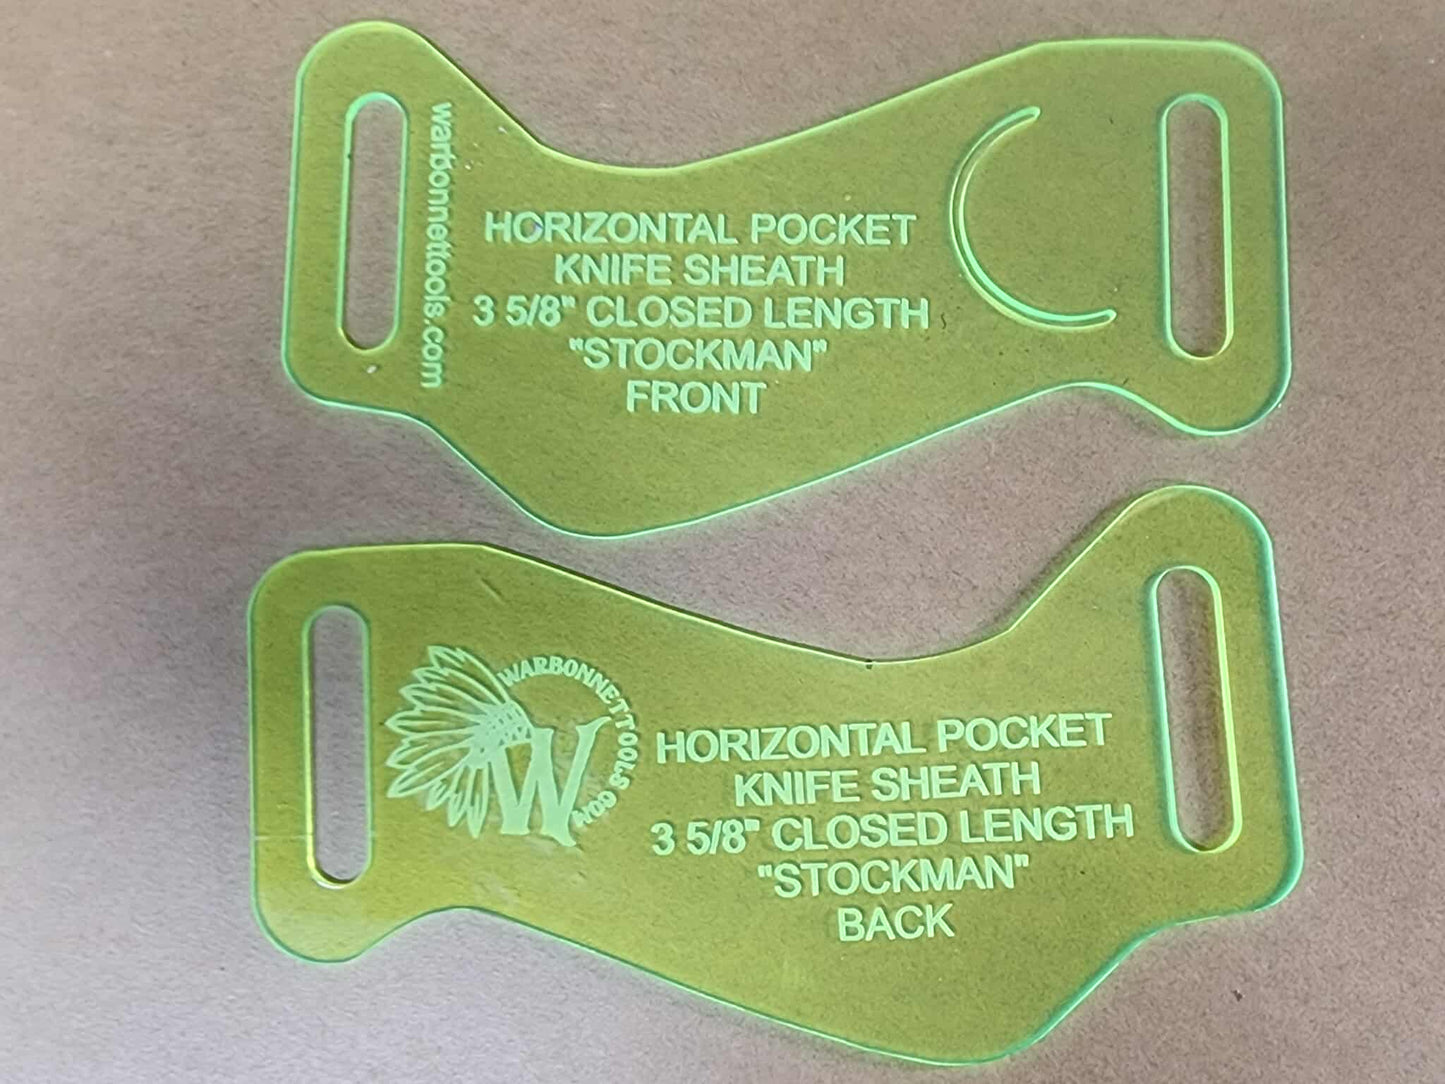 warbonnettools.com
HORIZONTAL POCKET
KNIFE SHEATH
3 5/8" CLOSED LENGTH
"STOCKMAN"
FRONT
WARBONNETTOOLS.COM
W
HORIZONTAL POCKET
KNIFE SHEATH
3 5/8" CLOSED LENGTH
"STOCKMAN"
BACK